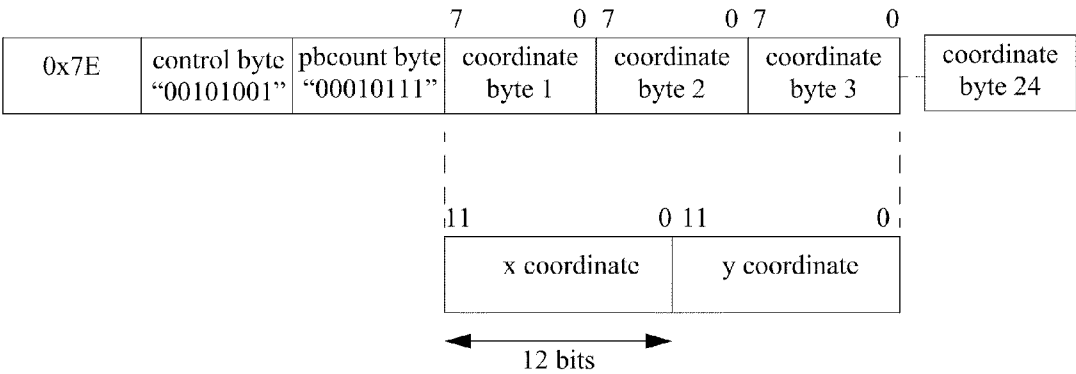 7 0 7 0 7 0
0x7E
control byte
"00101001"
pbcount byte
"00010111"
coordinate
byte 1
coordinate
byte 2
coordinate
byte 3
coordinate
byte 24
11 0 11 0
x coordinate
y coordinate
12 bits